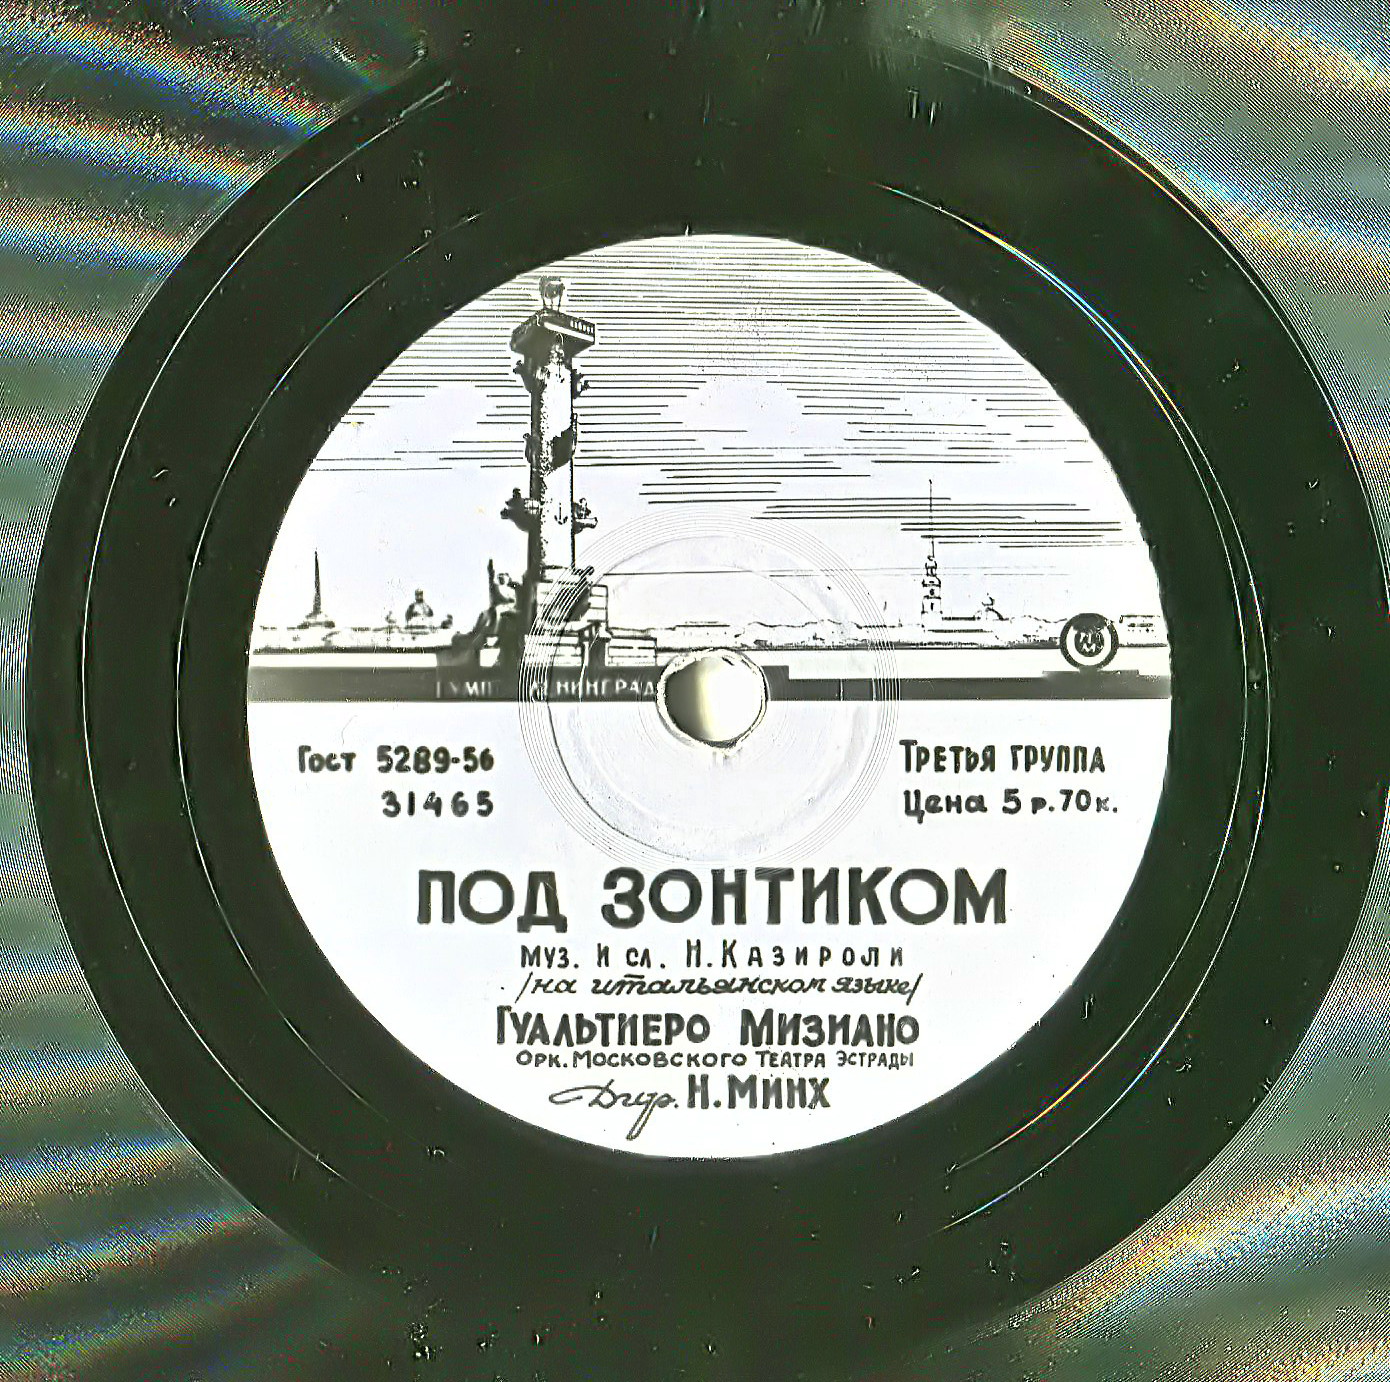 ЛЕНИНГРАД
Гост 5289-56
31465
Третья группа
Цена 5 р. 70 к.
ПОД ЗОНТИКОМ
муз. и сл. Н. Казироли
/на итальянском языке/
Гуальтиеро Мизиано
Орк. Московского Театра эстрады
Дир. Н. Минх